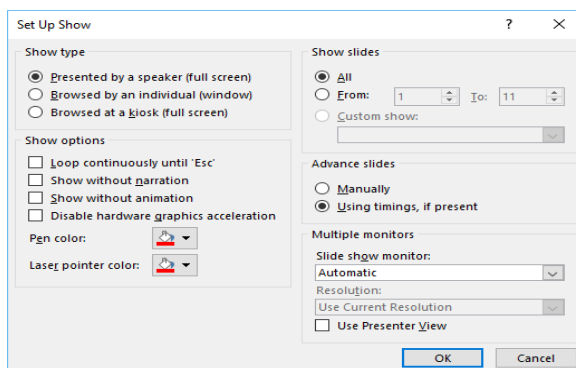 Set Up Show
Show type
Presented by a speaker (full screen)
Browsed by an individual (window)
Browsed at a kiosk (full screen)
Show options
Loop continuously until 'Esc'
Show without narration
Show without animation
Disable hardware graphics acceleration
Pen color:
Laser pointer color:
Show slides
All
From: 1 To: 11
Custom show:
Advance slides
Manually
Using timings, if present
Multiple monitors
Slide show monitor:
Automatic
Resolution:
Use Current Resolution
Use Presenter View
OK Cancel